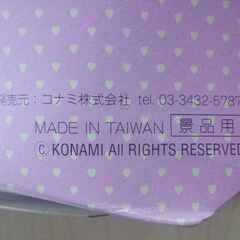 発売元：コナミ株式会社 tel. 03-3432-5787
MADE IN TAIWAN 景品用
C. KONAMI All RIGHTS RESERVED